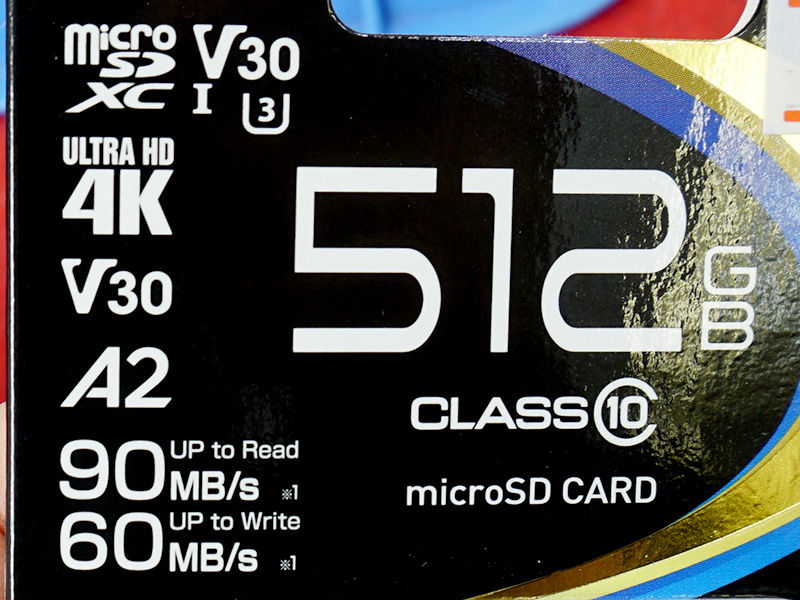 micro SD XC I V30 U3
ULTRA HD
4K
V30
A2
512 GB
CLASS 10
microSD CARD
90 MB/s UP to Read ※1
60 MB/s UP to Write ※1